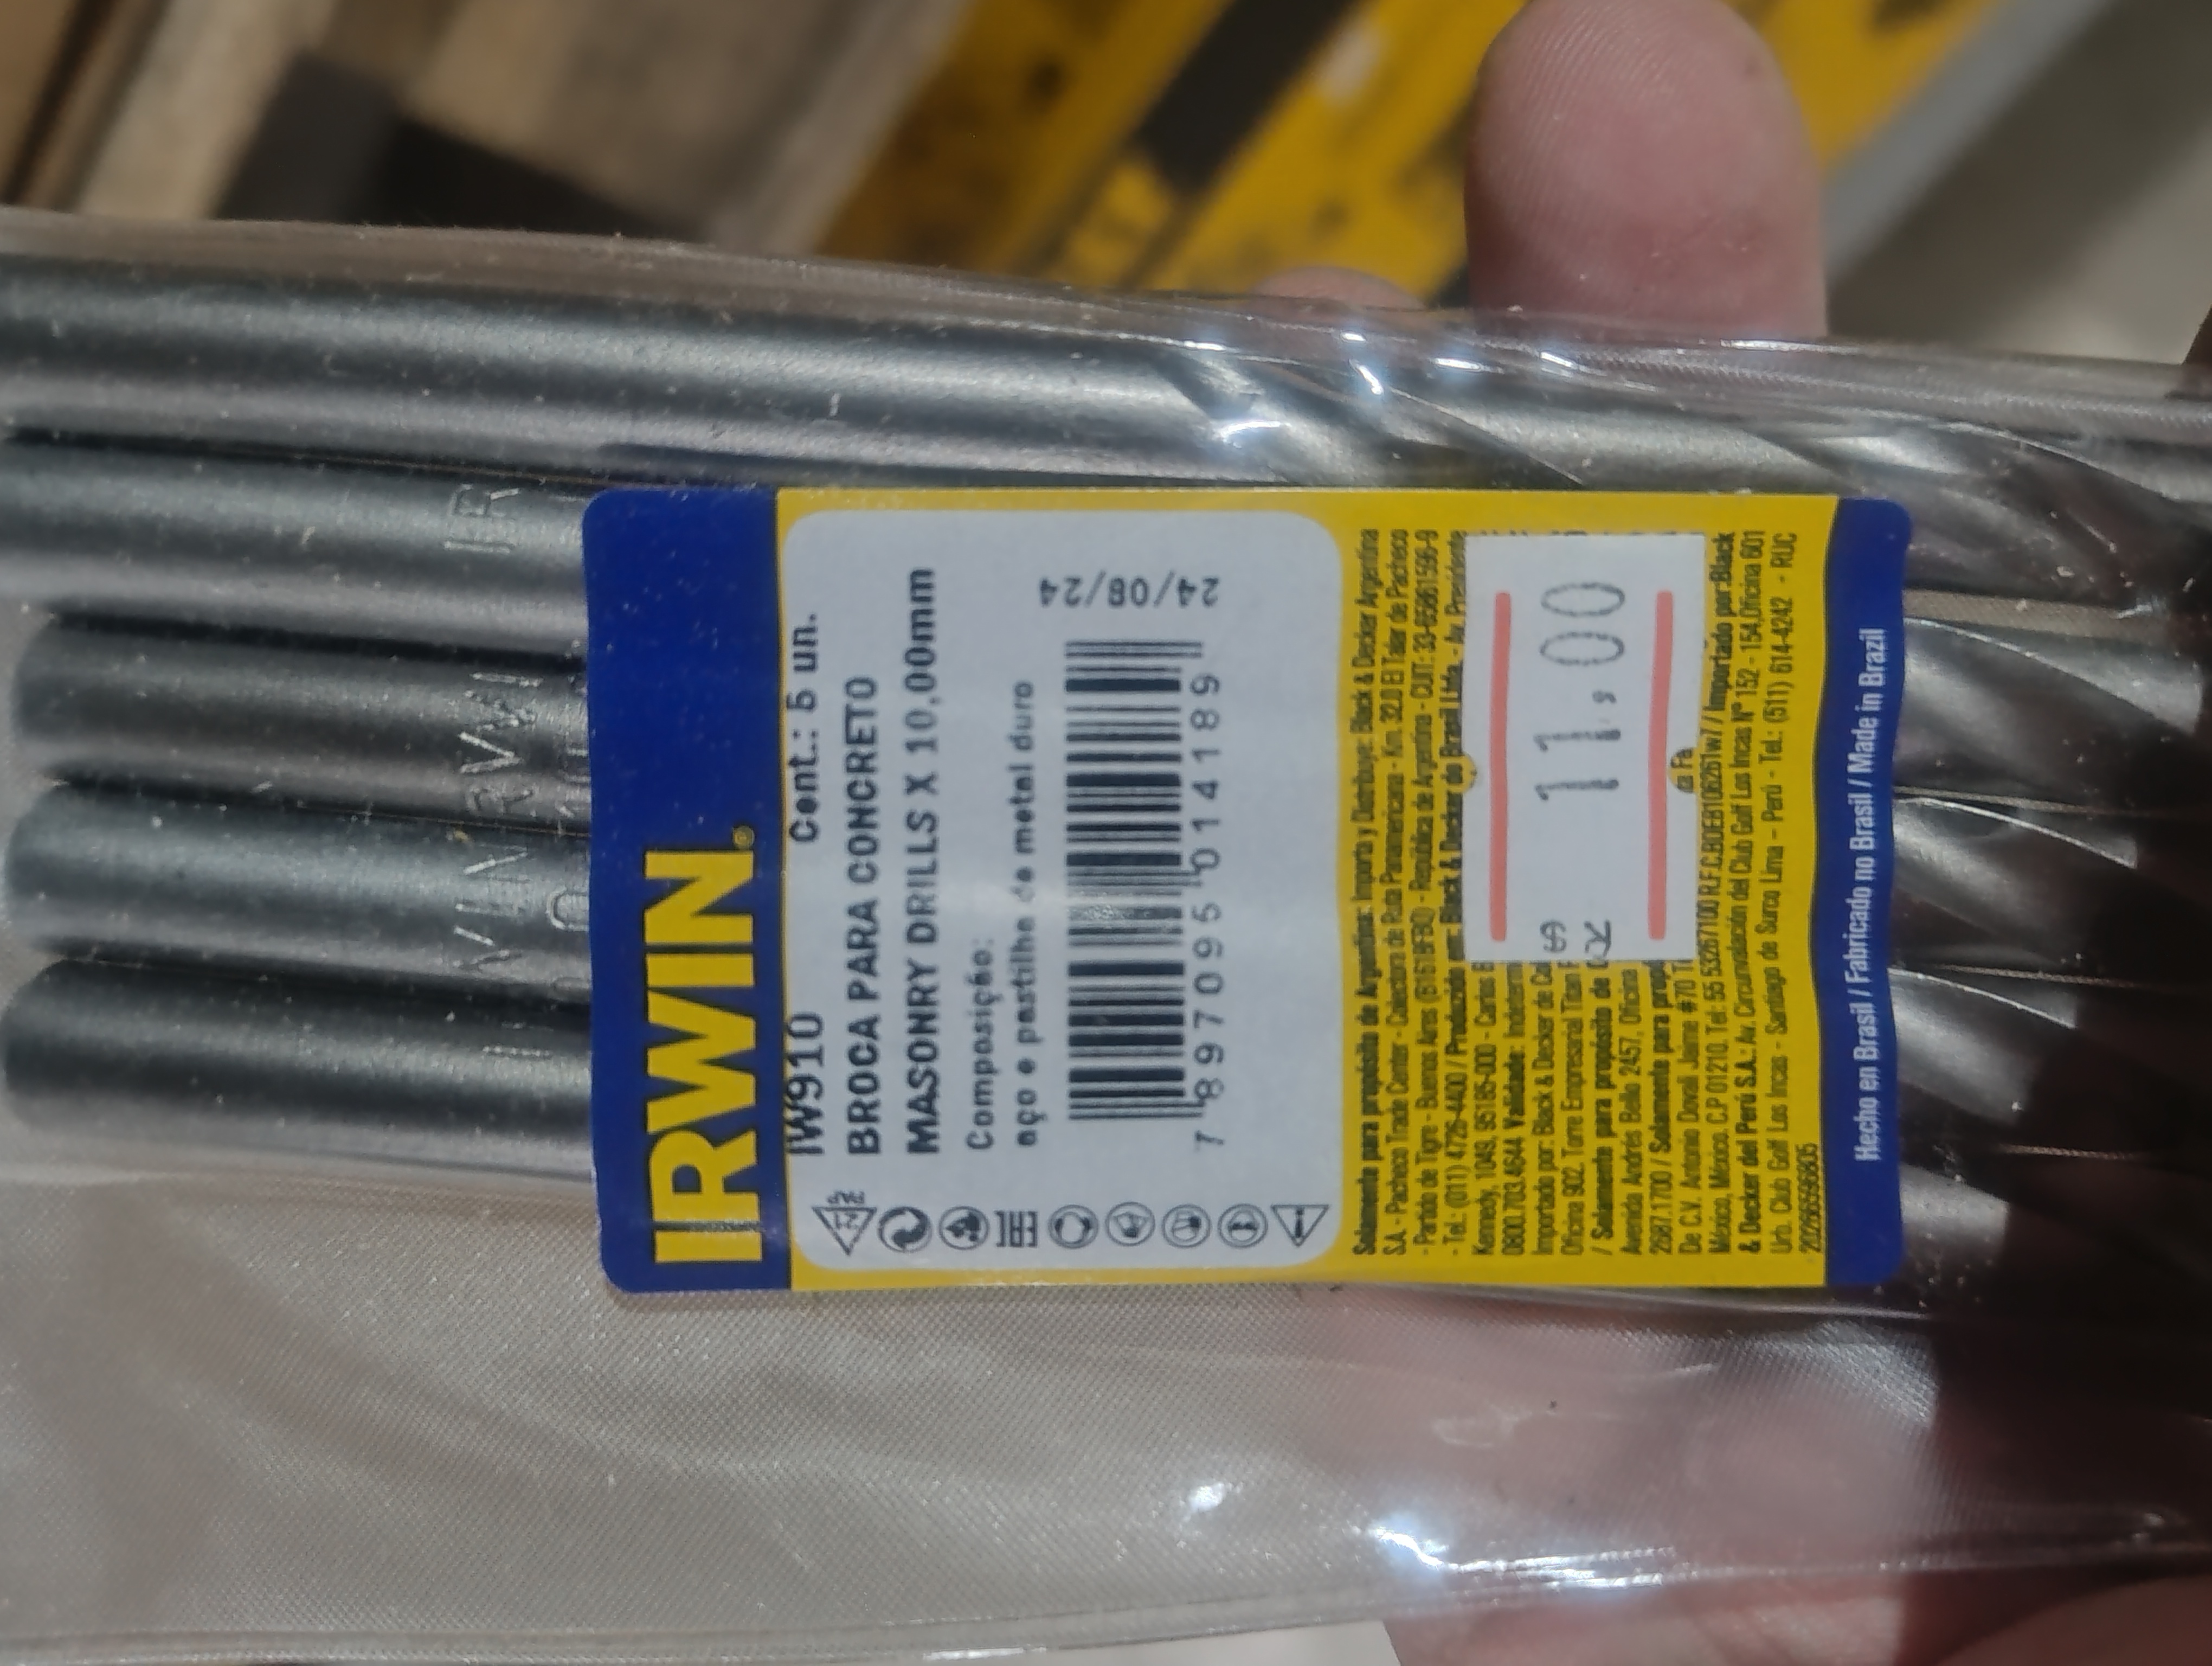 IRWIN®
IW910 Cont.: 5 un.
BROCA PARA CONCRETO
MASONRY DRILLS X 10,00mm
Composição:
aço e pastilha de metal duro
21
PAP
EAC
24/08/24
7 897095 014189
Solamente para propósito de Argentina: Importa y Distribuye: Black & Decker Argentina
S.A. - Pacheco Trade Center - Colectora de Ruta Panamericana - Km. 32.0 El Talar de Pacheco
- Partido de Tigre - Buenos Aires (B1618FBQ) - República de Argentina - CUIT: 33-65861596-9
- Tel.: (011) 4726-4400 / Produzido em: Black & Decker do Brasil Ltda. - Av. Presidente
Kennedy, 1049, 95185-000 - Carlos
0800.703.4644 Validade:
Importado por: Black & Decker de
Oficina 902. Torre Empresarial Titan
/ Solamente para propósito de
Avenida Andrés Bello 2457, Oficina
2687.1700 / Solamente para
De C.V. Antonio Dovali Jaime #70
México, México. C.P 01210. Tel: 55 53267100 R.F.C.BDE8106261w7 / Importado por:Black
& Decker del Perú S.A.: Av. Circunvalación del Club Golf Los Incas N° 152 - 154,Oficina 601
Urb. Club Golf Los Incas - Santiago de Surco Lima – Perú - Tel.: (511) 614-4242 - RUC
20266596805
R$ 11,00
Hecho en Brasil / Fabricado no Brasil / Made in Brazil